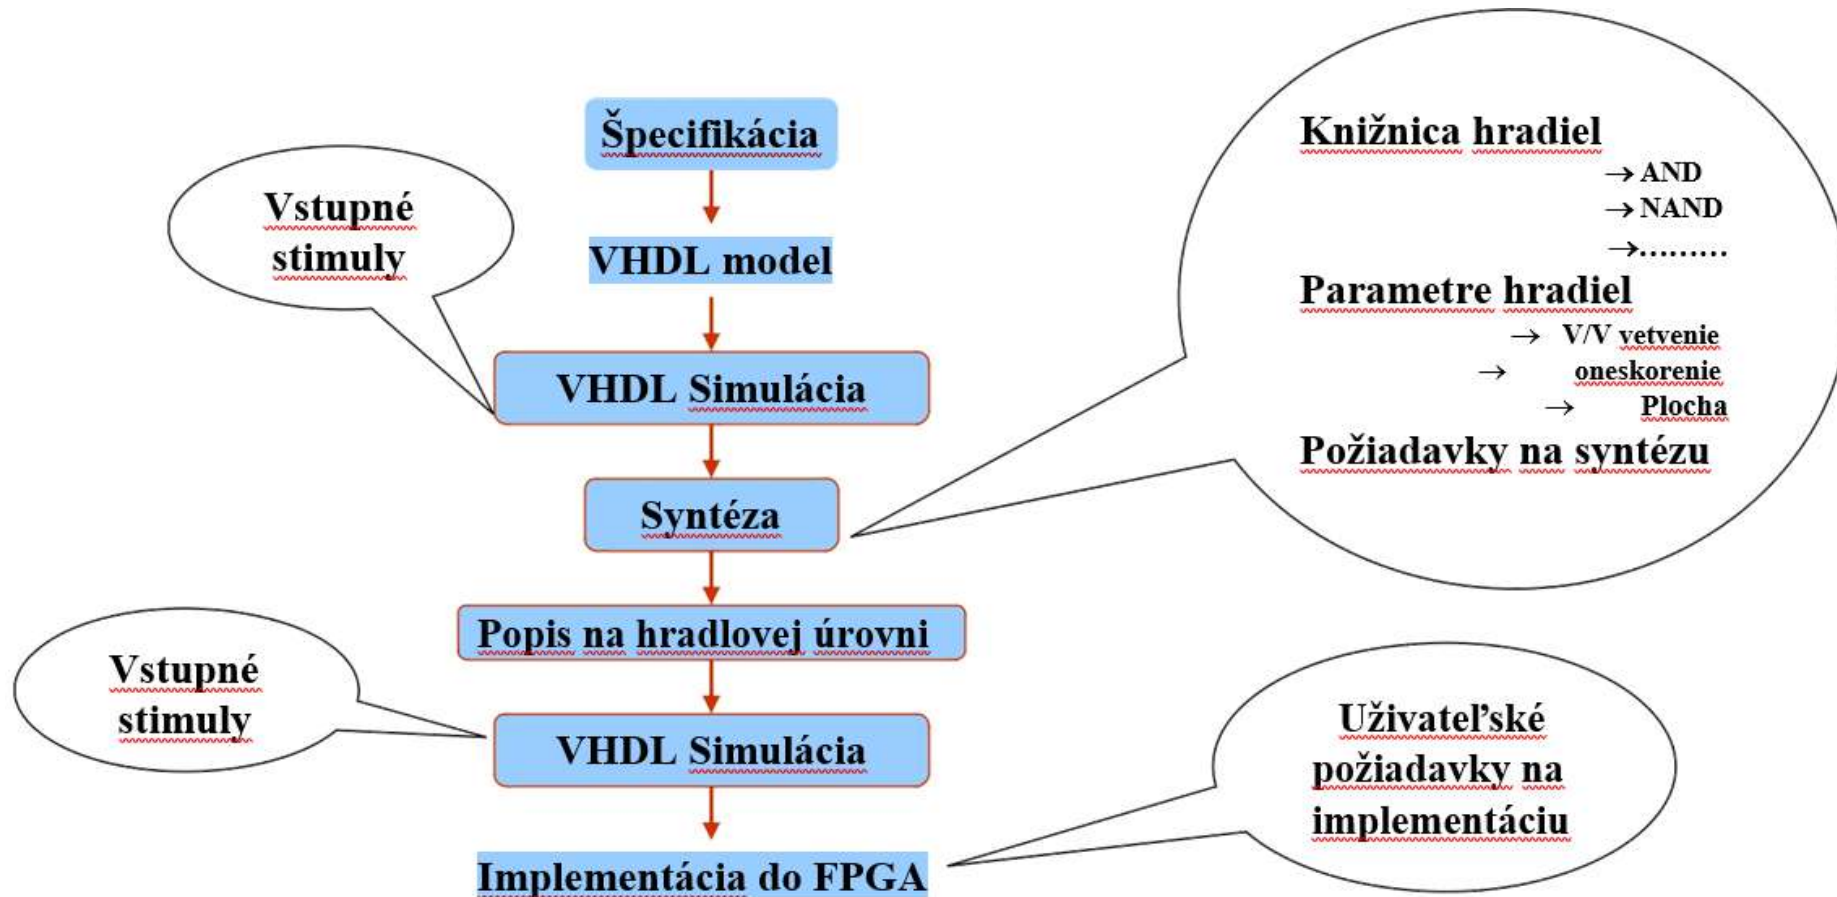 Špecifikácia
Vstupné
stimuly
VHDL model
VHDL Simulácia
Knižnica hradiel
→ AND
→ NAND
→.........
Parametre hradiel
→ V/V vetvenie
→ oneskorenie
→ Plocha
Požiadavky na syntézu
Syntéza
Popis na hradlovej úrovni
Vstupné
stimuly
VHDL Simulácia
Uživateľské
požiadavky na
implementáciu
Implementácia do FPGA